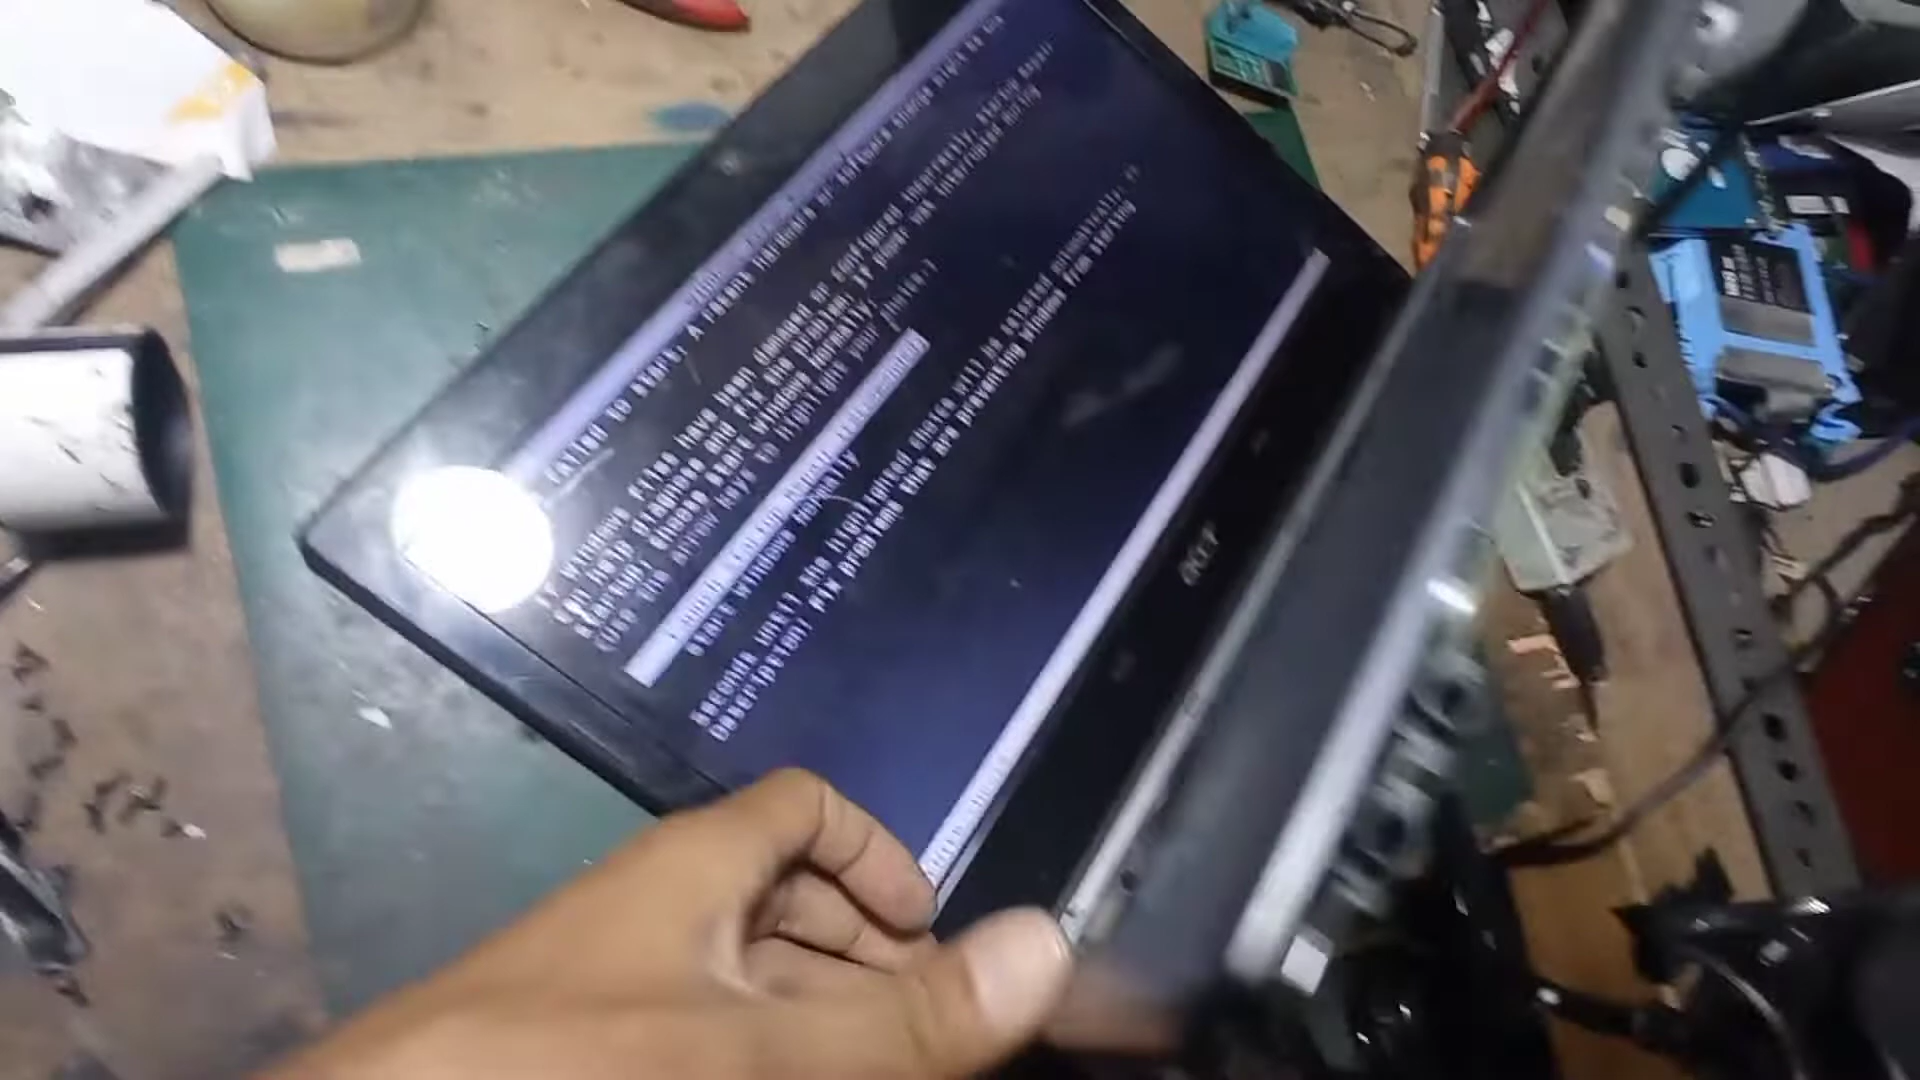 failed to start. A recent hardware or software change might be the
If Windows files have been damaged or configured incorrectly, Startup Repair
can help diagnose and fix the problem. If power was interrupted during
startup, choose Start Windows Normally.
(Use the arrow keys to highlight your choice.)
Launch Startup Repair (recommended)
Start Windows Normally
Seconds until the highlighted choice will be selected automatically:
Description: Fix problems that are preventing Windows from starting
ENTER=Choose
acer